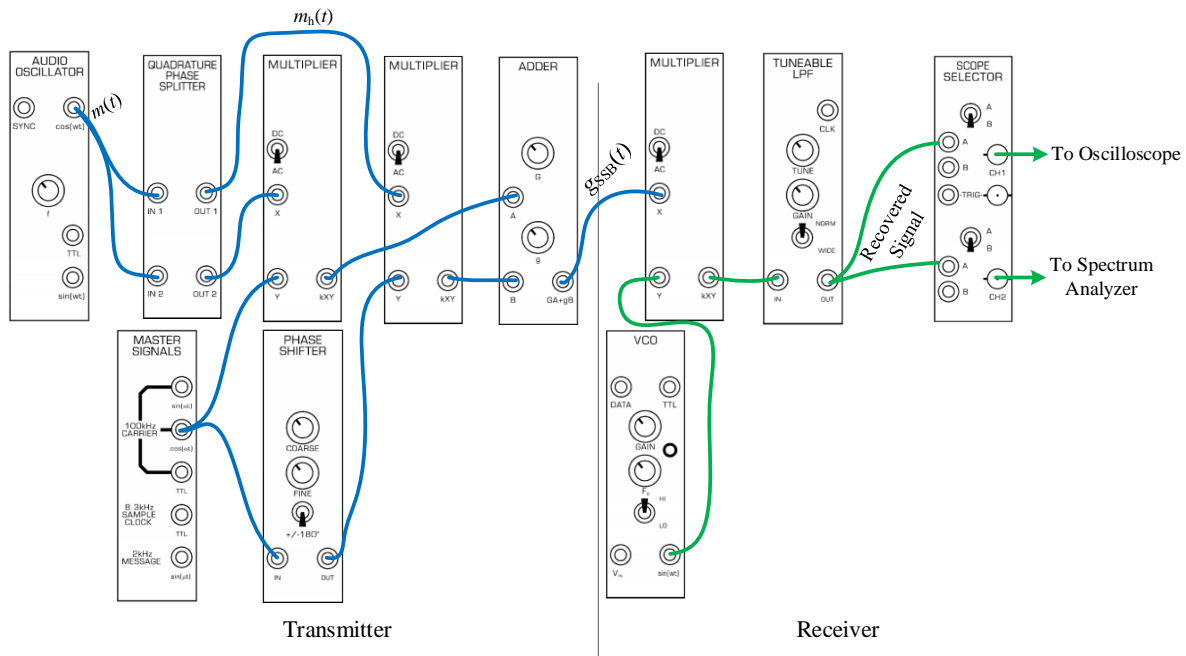 m_h(t)
AUDIO
OSCILLATOR
SYNC
cos(wt)
f
TTL
sin(wt)
m(t)
QUADRATURE
PHASE
SPLITTER
IN 1
OUT 1
IN 2
OUT 2
MULTIPLIER
DC
AC
X
Y
kXY
MULTIPLIER
DC
AC
X
Y
kXY
ADDER
G
A
g
B
GA+gB
g_SSB(t)
MULTIPLIER
DC
AC
X
Y
kXY
TUNEABLE
LPF
CLK
TUNE
GAIN
NORM
WIDE
IN
OUT
Recovered
Signal
SCOPE
SELECTOR
A
B
A
CH1
B
TRIG
A
B
A
CH2
B
To Oscilloscope
To Spectrum
Analyzer
MASTER
SIGNALS
sin(ωt)
100kHz
CARRIER
cos(ωt)
TTL
8.3kHz
SAMPLE
CLOCK
TTL
2kHz
MESSAGE
sin(μt)
PHASE
SHIFTER
COARSE
FINE
+/-180°
IN
OUT
VCO
DATA
TTL
GAIN
F₀
HI
LO
V_IN
sin(wt)
Transmitter
Receiver